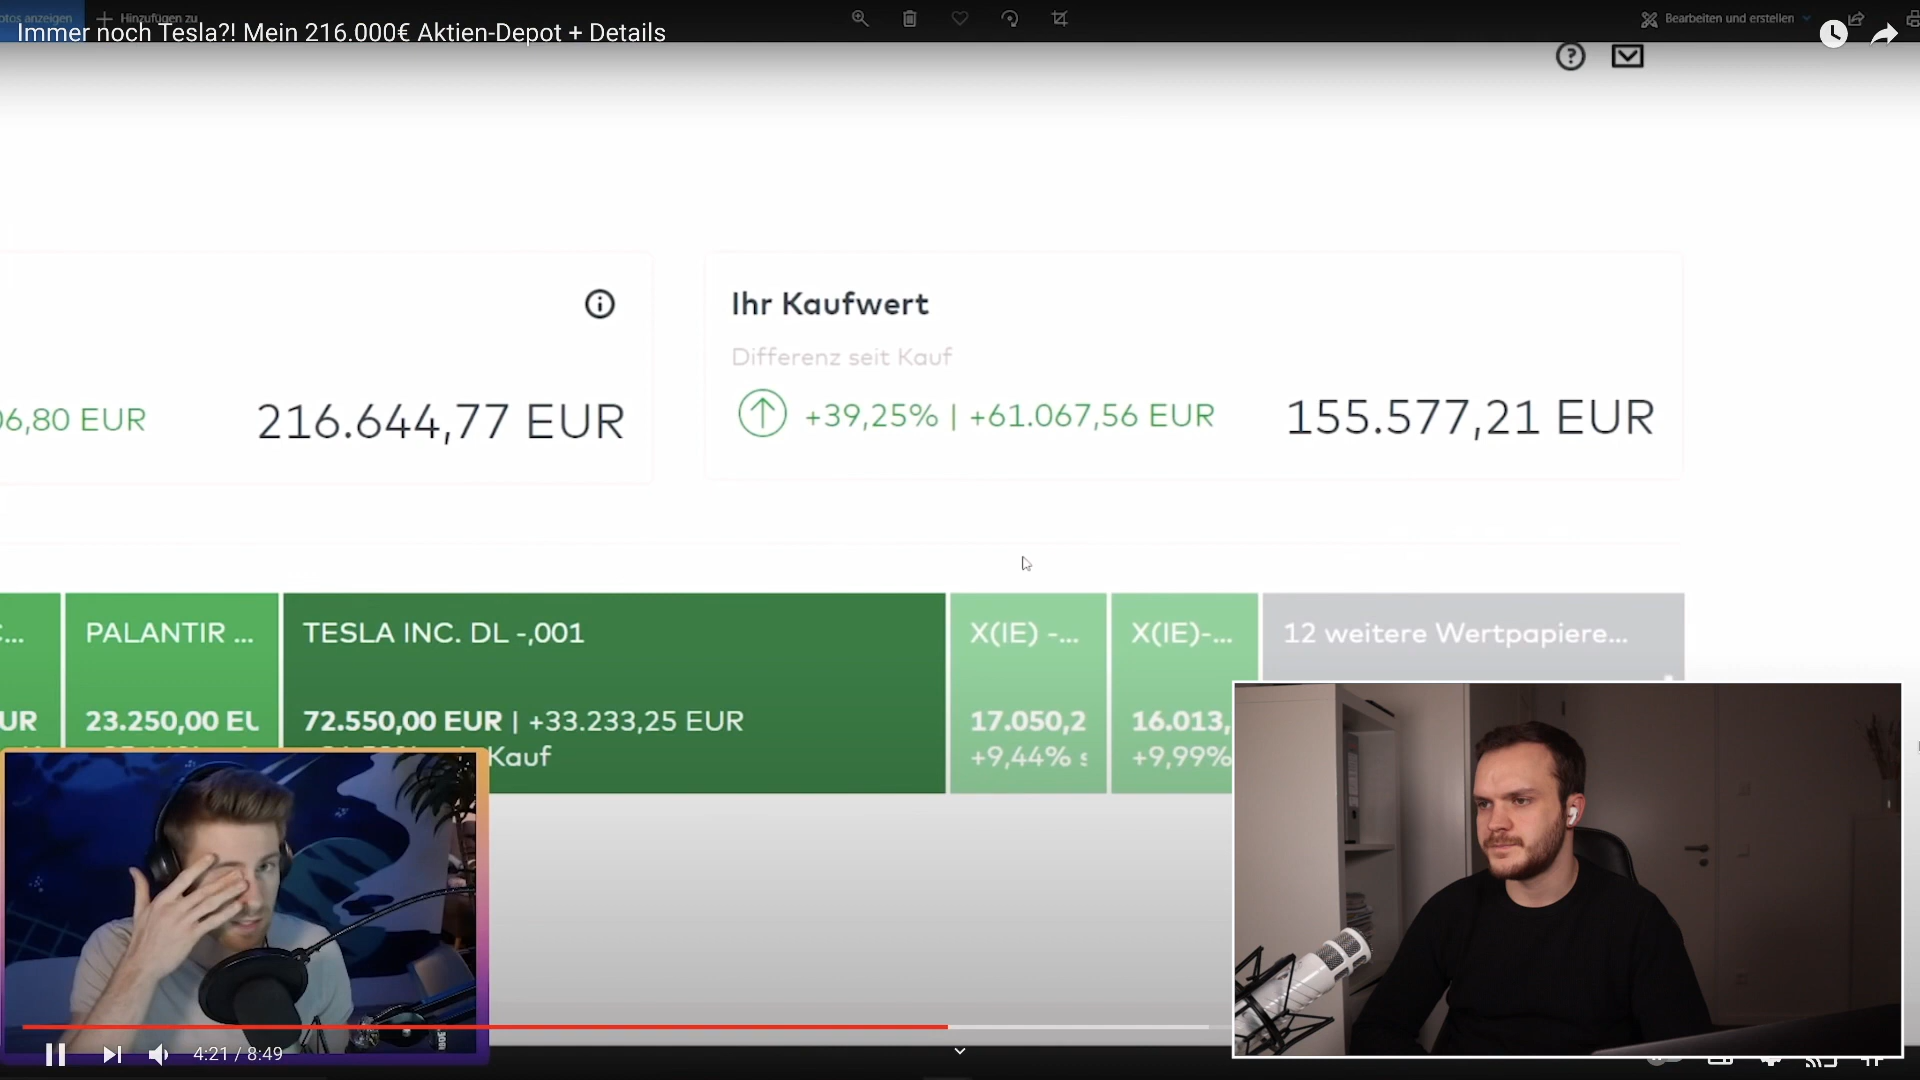 Hinzufügen zu
Bearbeiten und erstellen
Immer noch Tesla?! Mein 216.000€ Aktien-Depot + Details
Ihr Kaufwert
Differenz seit Kauf
6,80 EUR
216.644,77 EUR
+39,25% | +61.067,56 EUR
155.577,21 EUR
PALANTIR ...
TESLA INC. DL -,001
X(IE) -...
X(IE)-...
12 weitere Wertpapiere...
UR
23.250,00 EU
72.550,00 EUR | +33.233,25 EUR
17.050,2
16.013,
Kauf
+9,44% s
+9,99%
4:21 / 8:49